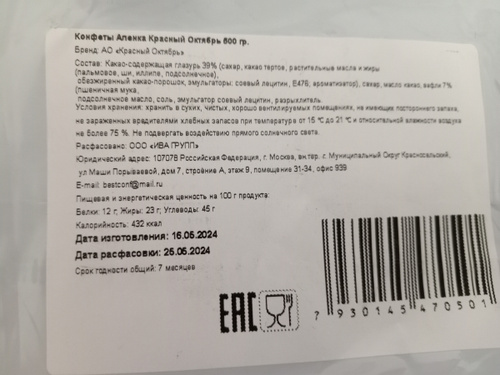 Конфеты Аленка Красный Октябрь 800 гр.
Бренд: АО «Красный Октябрь»
Состав: Какао-содержащая глазурь 39% (сахар, какао тертое, растительные масла и жиры
(пальмовое, ши, иллипе, подсолнечное),
обезжиренный какао-порошок, эмульгаторы: соевый лецитин, Е476; ароматизатор), сахар, масло какао, вафли 7%
(пшеничная мука,
подсолнечное масло, соль, эмульгатор соевый лецитин, разрыхлитель.
Условия хранения: хранить в сухих, чистых, хорошо вентилируемых помещениях, не имеющие постороннего запаха,
не зараженных вредителями хлебных запасов при температуре от 15 °C до 21 °C и относительной влажности воздуха
не более 75 %. Не подвергать воздействию прямого солнечного света.
Расфасовано: ООО «ИВА ГРУПП»
Юридический адрес: 107076 Российская Федерация, г. Москва, вн.тер. г. Муниципальный Округ Красносельский,
ул Маши Порываевой, дом 7, строение А, этаж 9, помещение 31-34, офис 939
E-mail: bestconf@mail.ru
Пищевая и энергетическая ценность на 100 г продукта:
Белки: 12 г; Жиры: 23 г; Углеводы: 45 г
Калорийность: 432 ккал
Дата изготовления: 16.05.2024
Дата расфасовки: 25.05.2024
Срок годности общий: 7 месяцев
EAC
7 930145 470501